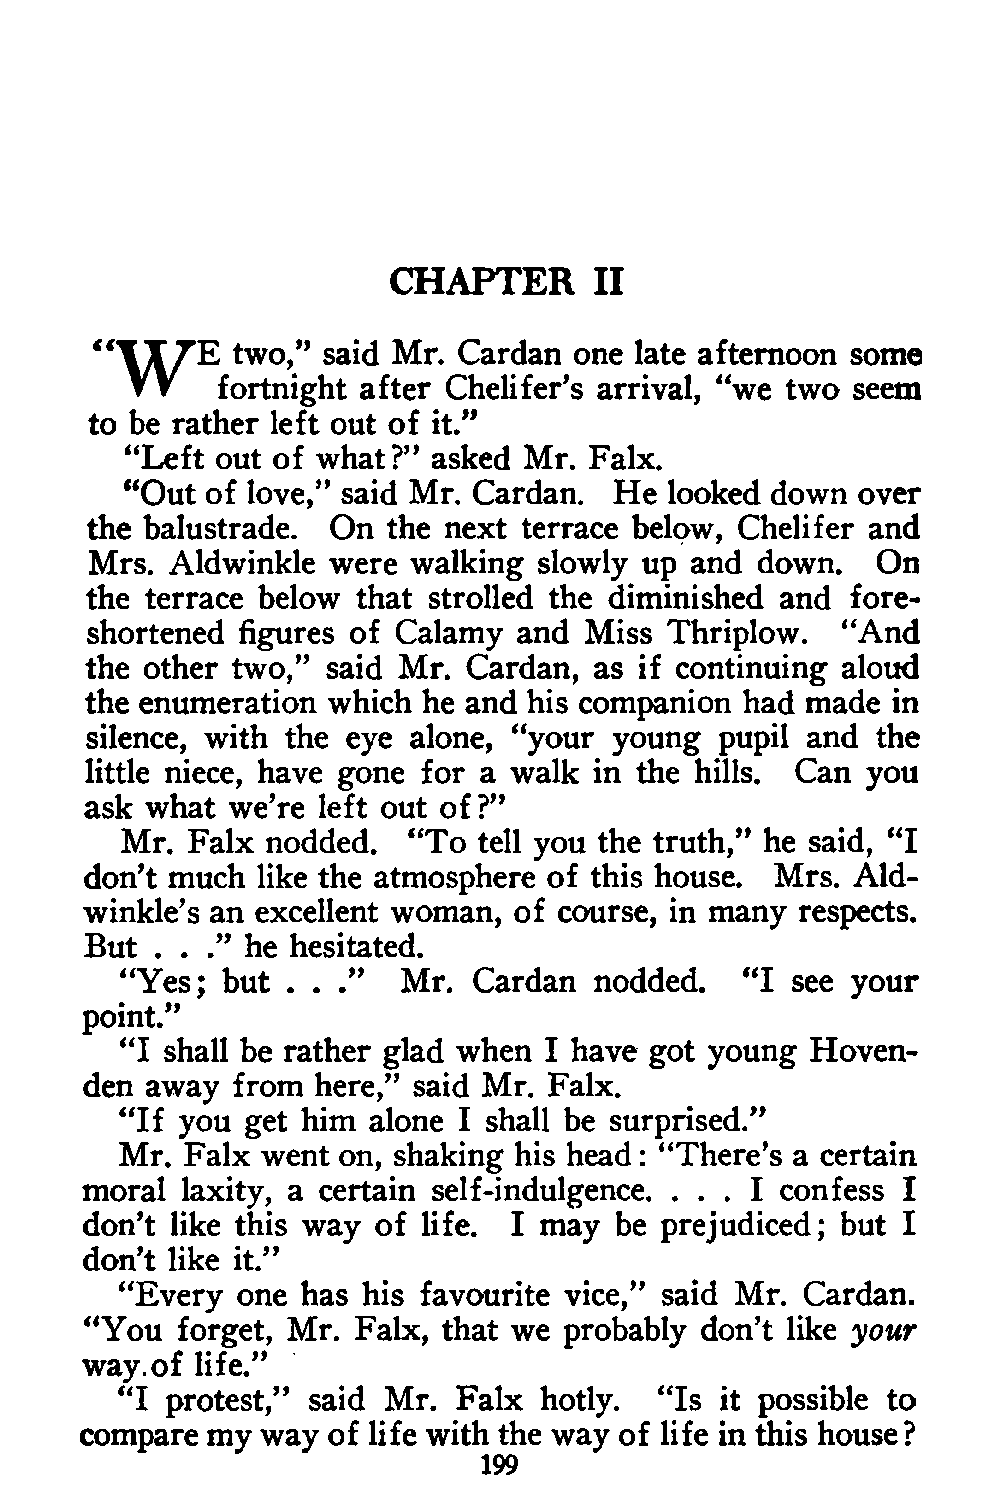 CHAPTER II
“WE two,” said Mr. Cardan one late afternoon some
fortnight after Chelifer’s arrival, “we two seem
to be rather left out of it.”
“Left out of what?” asked Mr. Falx.
“Out of love,” said Mr. Cardan. He looked down over
the balustrade. On the next terrace below, Chelifer and
Mrs. Aldwinkle were walking slowly up and down. On
the terrace below that strolled the diminished and fore-
shortened figures of Calamy and Miss Thriplow. “And
the other two,” said Mr. Cardan, as if continuing aloud
the enumeration which he and his companion had made in
silence, with the eye alone, “your young pupil and the
little niece, have gone for a walk in the hills. Can you
ask what we’re left out of?”
Mr. Falx nodded. “To tell you the truth,” he said, “I
don’t much like the atmosphere of this house. Mrs. Ald-
winkle’s an excellent woman, of course, in many respects.
But . . .” he hesitated.
“Yes; but . . .” Mr. Cardan nodded. “I see your
point.”
“I shall be rather glad when I have got young Hoven-
den away from here,” said Mr. Falx.
“If you get him alone I shall be surprised.”
Mr. Falx went on, shaking his head: “There’s a certain
moral laxity, a certain self-indulgence. . . . I confess I
don’t like this way of life. I may be prejudiced; but I
don’t like it.”
“Every one has his favourite vice,” said Mr. Cardan.
“You forget, Mr. Falx, that we probably don’t like your
way.of life.”
“I protest,” said Mr. Falx hotly. “Is it possible to
compare my way of life with the way of life in this house?
199